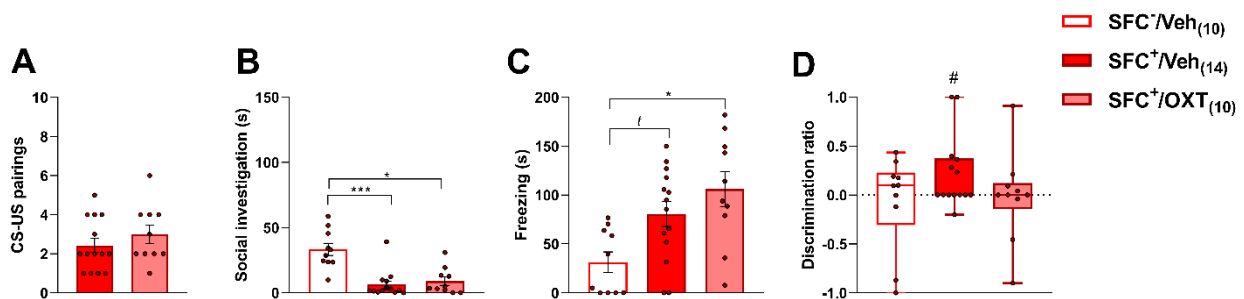 SFC⁻/Veh(10)
SFC⁺/Veh(14)
SFC⁺/OXT(10)
A
CS-US pairings
10
8
6
4
2
0
B
Social investigation (s)
150
100
50
0
***
*
C
Freezing (s)
200
150
100
50
0
t
*
D
Discrimination ratio
1.0
0.5
0.0
-0.5
-1.0
#